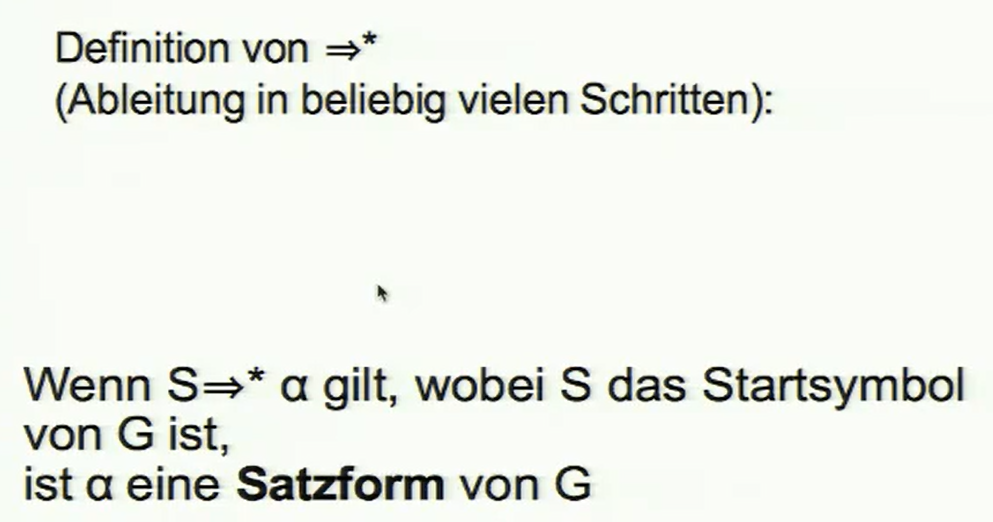 Definition von ⇒*
(Ableitung in beliebig vielen Schritten):
Wenn S⇒* α gilt, wobei S das Startsymbol
von G ist,
ist α eine Satzform von G